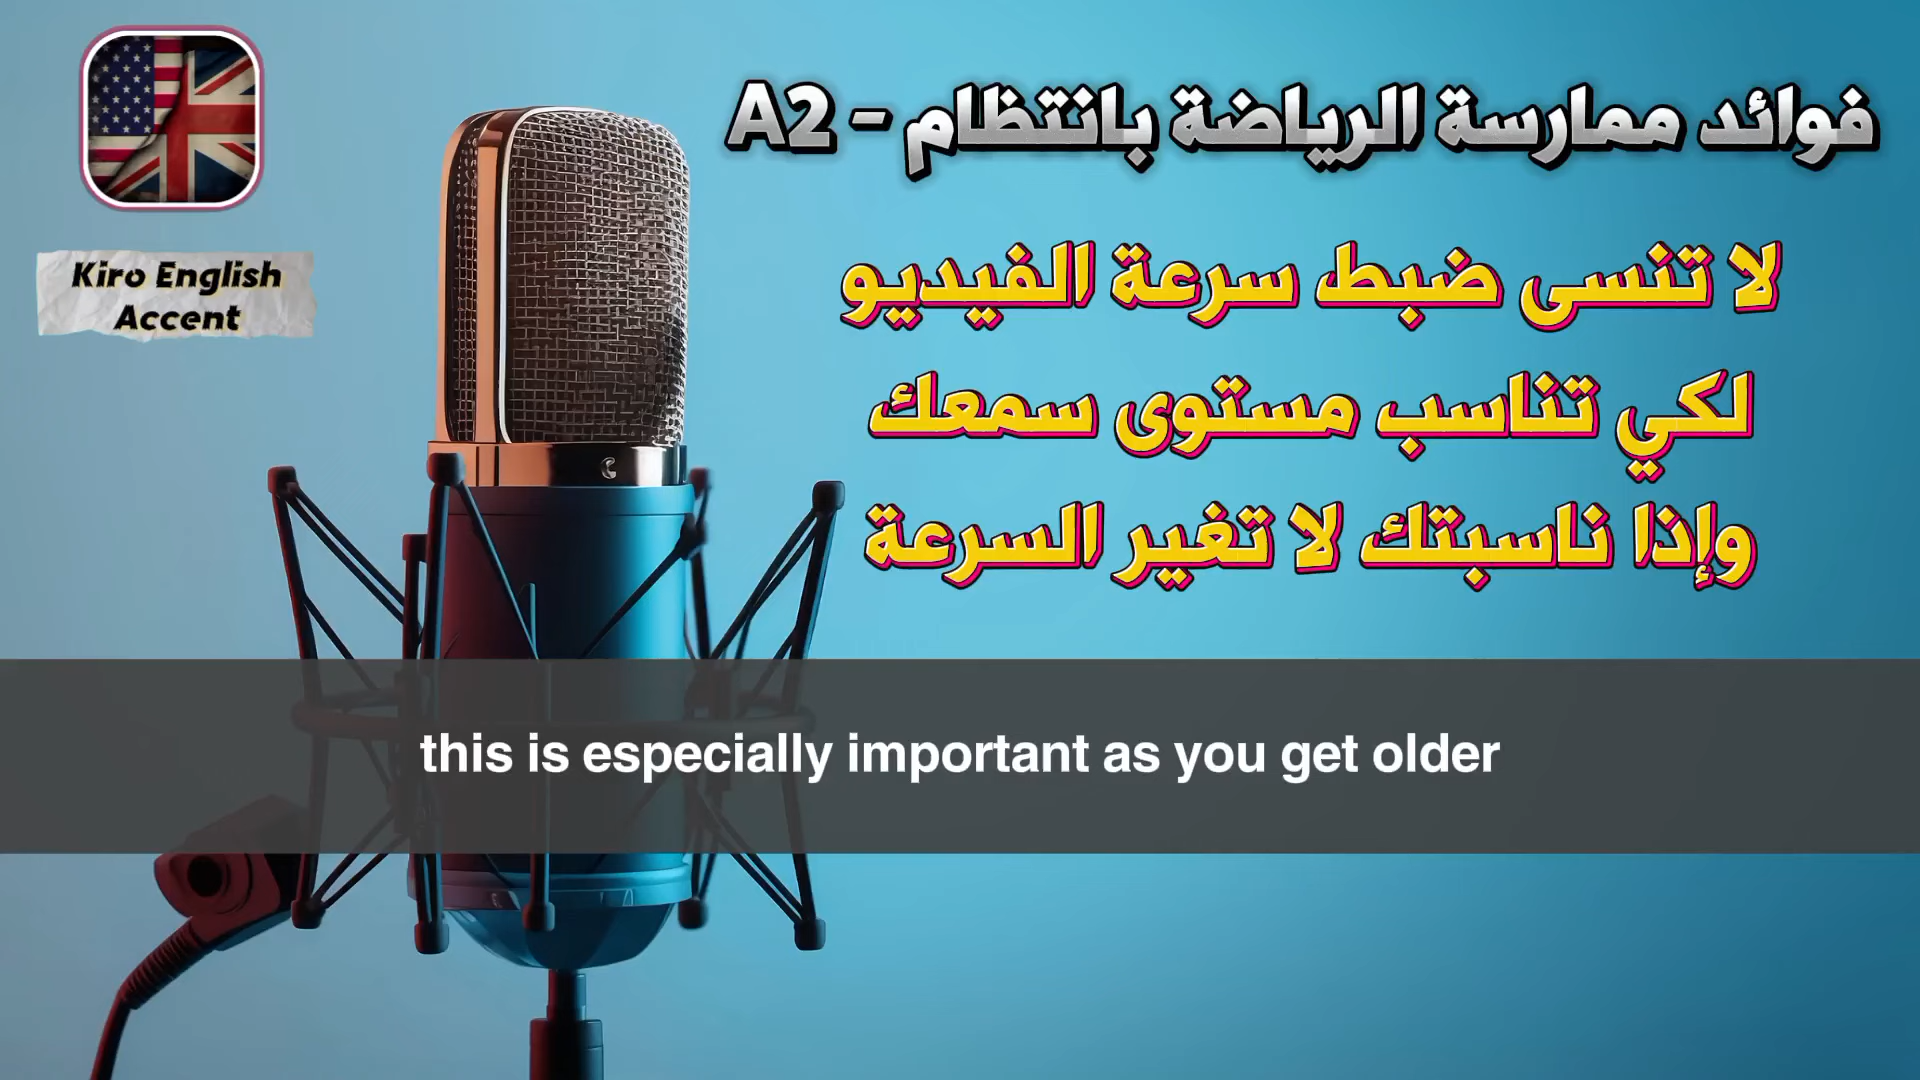 فوائد ممارسة الرياضة بانتظام - A2
Kiro English
Accent
لا تنسى ضبط سرعة الفيديو
لكي تناسب مستوى سمعك
وإذا ناسبتك لا تغير السرعة
this is especially important as you get older